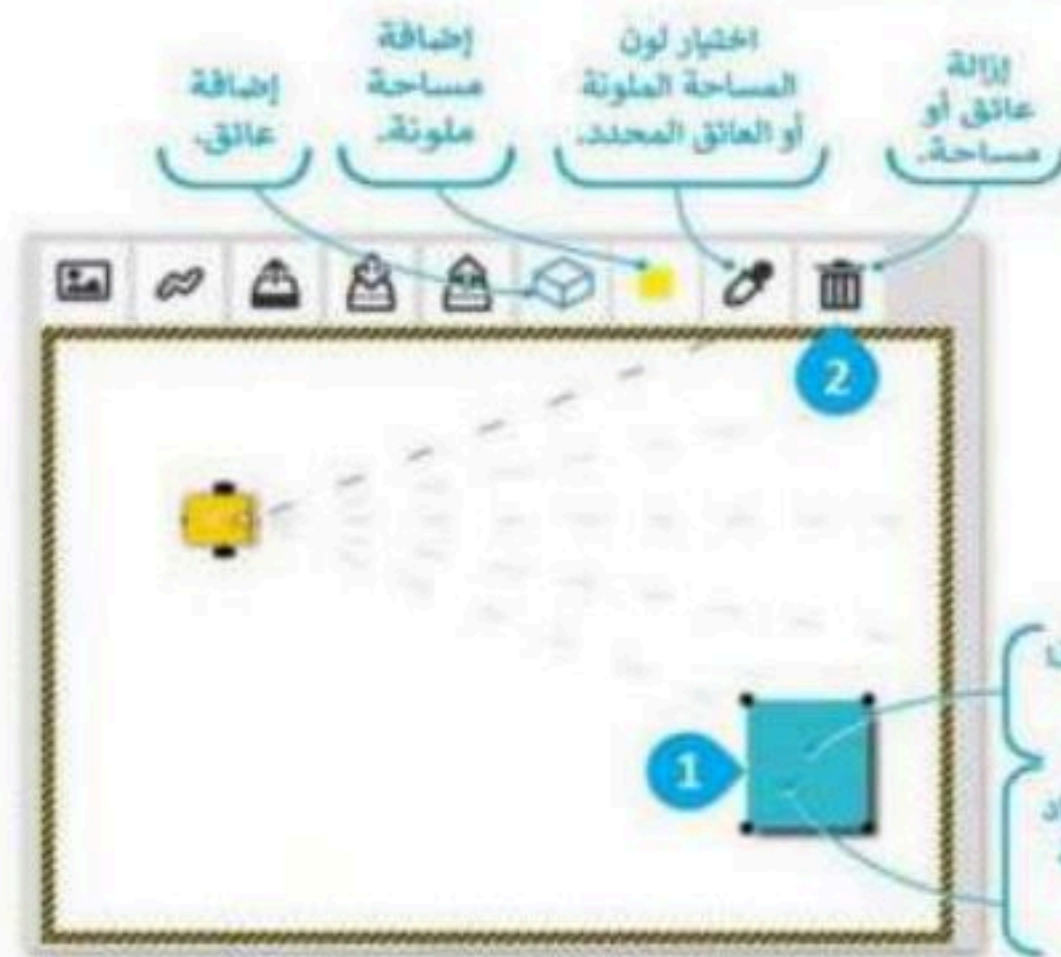 إضافة
عائق.
إضافة
مساحة
ملونة.
اختيار لون
المساحة الملونة
أو العائق المحدد.
إزالة
عائق أو
مساحة.
2
1